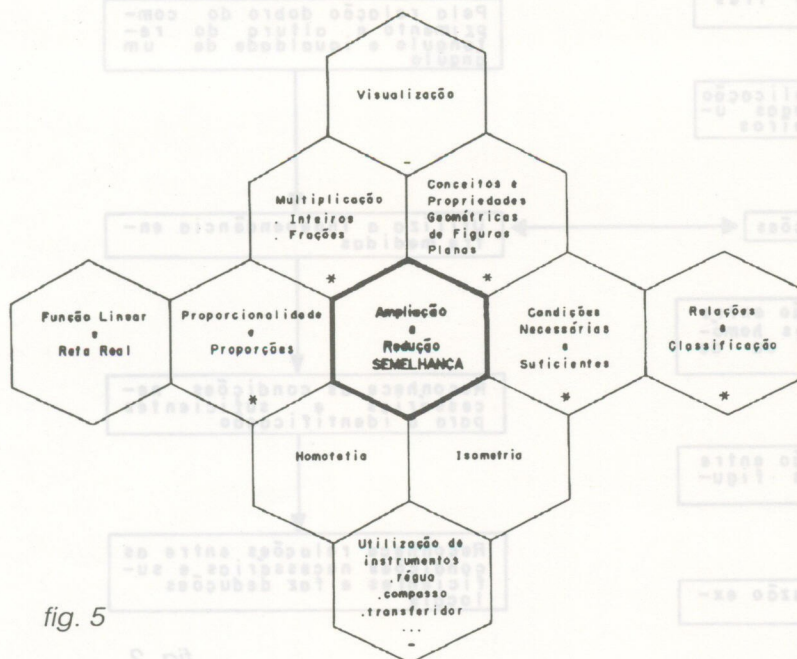 Visualização
-
Multiplicação
. Inteiros
. Frações
*
Conceitos e
Propriedades
Geométricas
de Figuras
Planas
*
Função Linear
e
Reta Real
Proporcionalidade
e
Proporções
*
Ampliação
e
Redução
SEMELHANÇA
Condições
Necessárias
e
Suficientes
*
Relações
e
Classificação
*
Homotetia
Isometria
Utilização de
instrumentos
.régua
.compasso
.transferidor
...
-
fig. 5